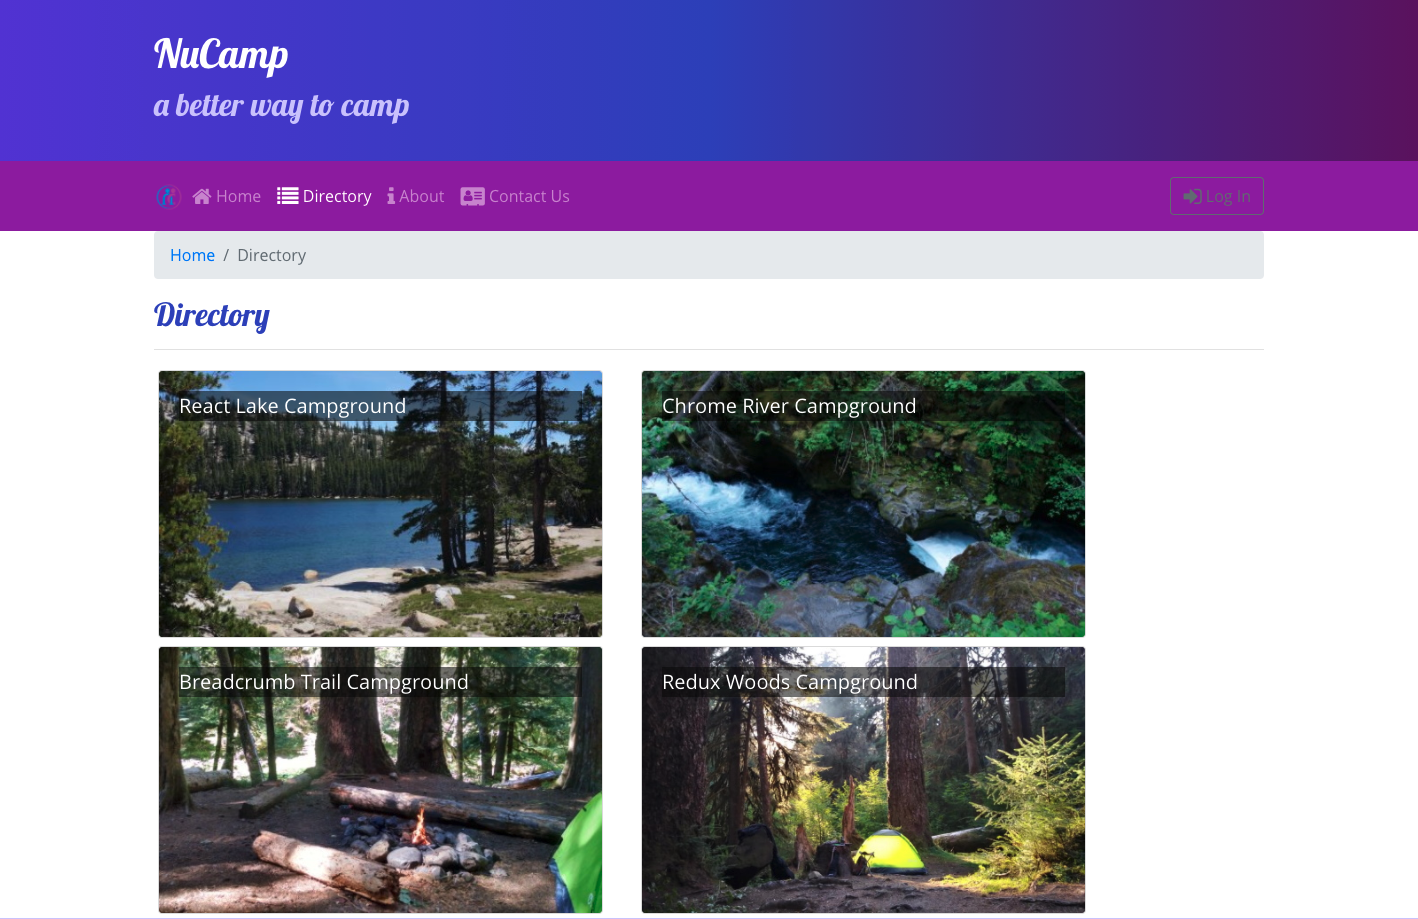 NuCamp
a better way to camp
Home Directory About Contact Us Log In
Home / Directory
Directory
React Lake Campground
Chrome River Campground
Breadcrumb Trail Campground
Redux Woods Campground